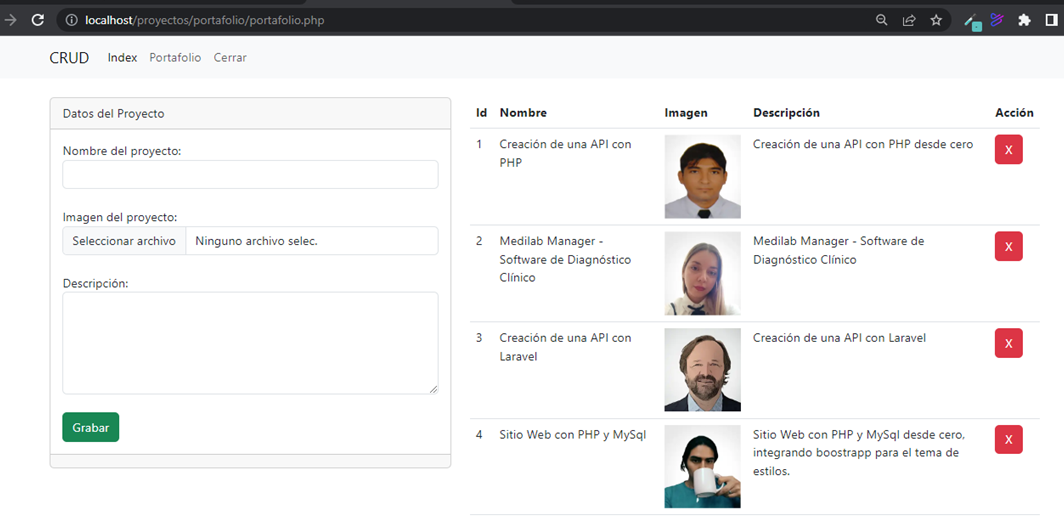 localhost/proyectos/portafolio/portafolio.php
CRUD Index Portafolio Cerrar
Datos del Proyecto
Nombre del proyecto:
Imagen del proyecto:
Seleccionar archivo Ninguno archivo selec.
Descripción:
Grabar
Id Nombre Imagen Descripción Acción
1 Creación de una API con Creación de una API con PHP desde cero X
PHP
2 Medilab Manager - Medilab Manager - Software de X
Software de Diagnóstico Diagnóstico Clínico
Clínico
3 Creación de una API con Creación de una API con Laravel X
Laravel
4 Sitio Web con PHP y MySql Sitio Web con PHP y MySql desde cero, X
integrando boostrapp para el tema de
estilos.